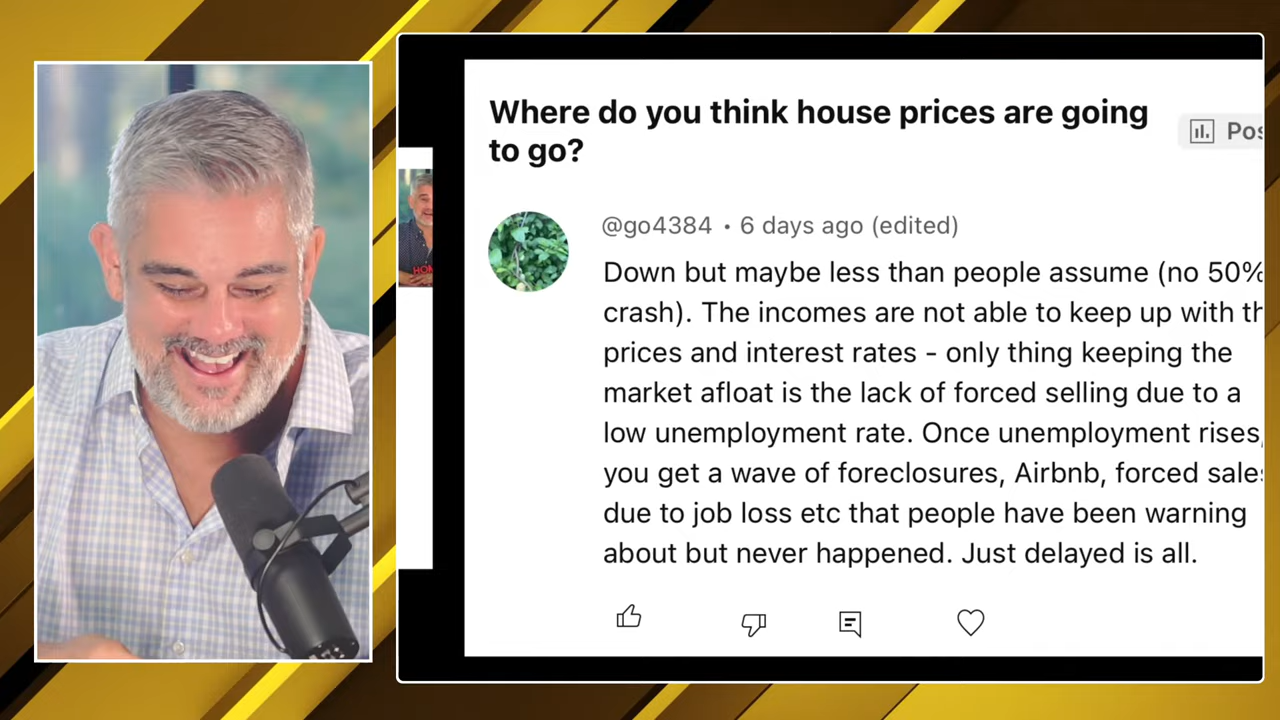 Where do you think house prices are going
to go?
@go4384 • 6 days ago (edited)
Down but maybe less than people assume (no 50%
crash). The incomes are not able to keep up with
prices and interest rates - only thing keeping the
market afloat is the lack of forced selling due to a
low unemployment rate. Once unemployment rises,
you get a wave of foreclosures, Airbnb, forced
due to job loss etc that people have been warning
about but never happened. Just delayed is all.